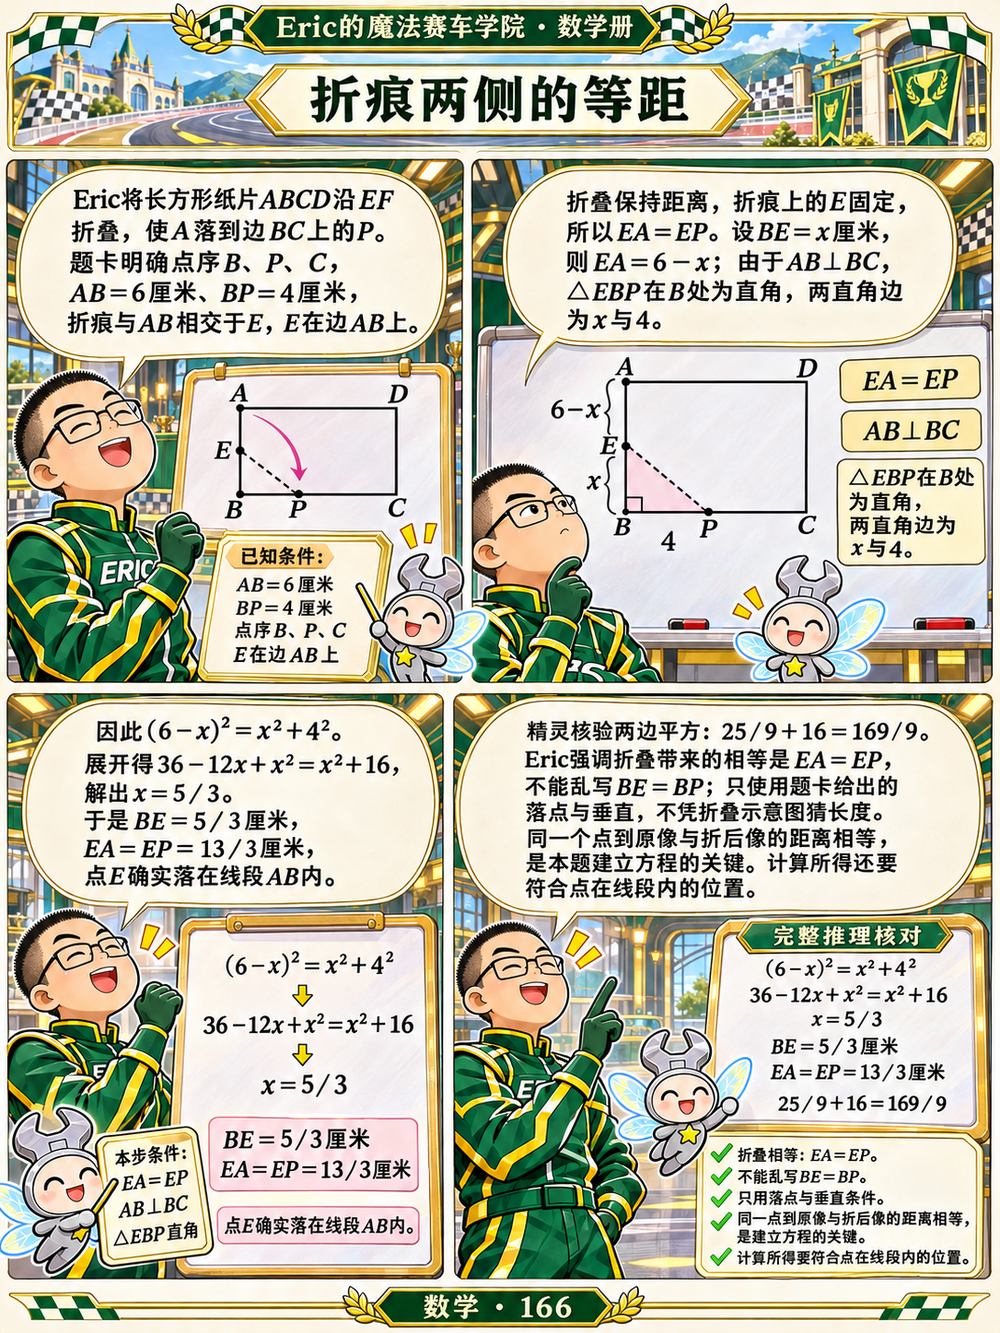 Eric的魔法赛车学院·数学册
折痕两侧的等距
Eric将长方形纸片ABCD沿EF
折叠，使A落到边BC上的P。
题卡明确点序B、P、C，
AB=6厘米、BP=4厘米，
折痕与AB相交于E，E在边AB上。
A
D
E
B
P
C
ERIC
已知条件：
AB=6厘米
BP=4厘米
点序B、P、C
E在边AB上
折叠保持距离，折痕上的E固定，
所以EA=EP。设BE=x厘米，
则EA=6-x；由于AB⊥BC，
△EBP在B处为直角，两直角边
为x与4。
A
D
6-x
E
x
B
P
C
4
EA=EP
AB⊥BC
△EBP在B处
为直角，
两直角边为
x与4。
因此(6-x)²=x²+4²。
展开得36-12x+x²=x²+16，
解出x=5/3。
于是BE=5/3厘米，
EA=EP=13/3厘米，
点E确实落在线段AB内。
(6-x)²=x²+4²
36-12x+x²=x²+16
x=5/3
BE=5/3厘米
EA=EP=13/3厘米
点E确实落在线段AB内。
本步条件：
EA=EP
AB⊥BC
△EBP直角
精灵核验两边平方：25/9+16=169/9。
Eric强调折叠带来的相等是EA=EP，
不能乱写BE=BP；只使用题卡给出的
落点与垂直，不凭折叠示意图猜长度。
同一个点到原像与折后像的距离相等，
是本题建立方程的关键。计算所得还要
符合点在线段内的位置。
完整推理核对
(6-x)²=x²+4²
36-12x+x²=x²+16
x=5/3
BE=5/3厘米
EA=EP=13/3厘米
25/9+16=169/9
折叠相等：EA=EP。
不能乱写BE=BP。
只用落点与垂直条件。
同一点到原像与折后像的距离相等，
是建立方程的关键。
计算所得要符合点在线段内的位置。
数学·166